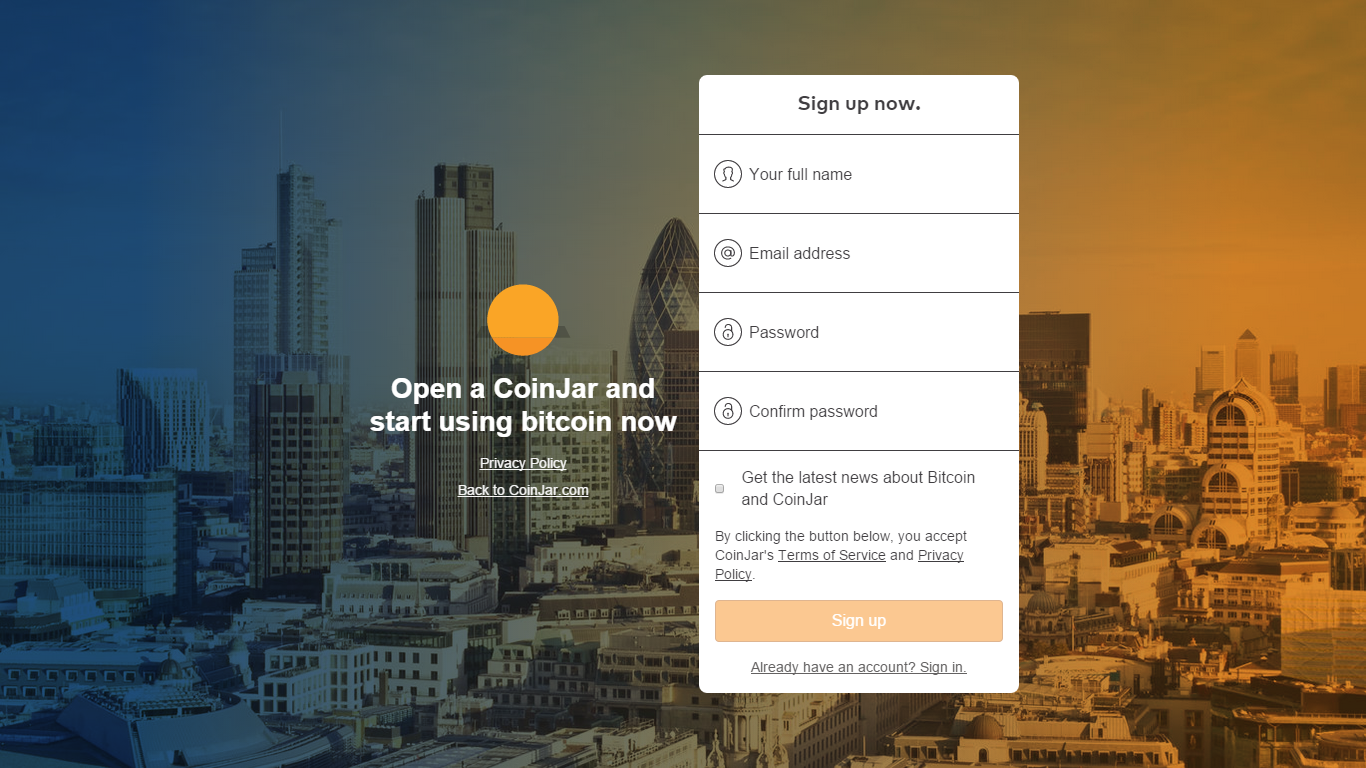 Sign up now.
Your full name
Email address
Password
Confirm password
Open a CoinJar and
start using bitcoin now
Privacy Policy
Back to CoinJar.com
Get the latest news about Bitcoin
and CoinJar
By clicking the button below, you accept
CoinJar's Terms of Service and Privacy
Policy.
Sign up
Already have an account? Sign in.